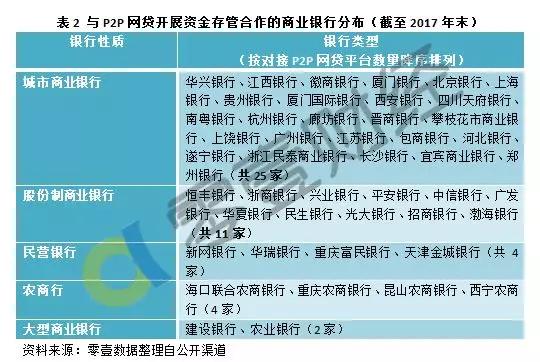 表 2 与 P2P 网贷开展资金存管合作的商业银行分布（截至 2017 年末）
银行性质
银行类型
（按对接 P2P 网贷平台数量降序排列）
城市商业银行
华兴银行、江西银行、徽商银行、厦门银行、北京银行、上海
银行、贵州银行、厦门国际银行、西安银行、四川天府银行、
南粤银行、杭州银行、廊坊银行、晋商银行、攀枝花市商业银
行、上饶银行、广州银行、江苏银行、包商银行、河北银行、
遂宁银行、浙江民泰商业银行、长沙银行、宜宾商业银行、郑
州银行（共 25 家）
股份制商业银行
恒丰银行、浙商银行、兴业银行、平安银行、中信银行、广发
银行、华夏银行、民生银行、光大银行、招商银行、渤海银行
（共 11 家）
民营银行
新网银行、华瑞银行、重庆富民银行、天津金城银行（共 4
家）
农商行
海口联合农商银行、重庆农商银行、昆山农商银行、西宁农商
行（4 家）
大型商业银行
建设银行、农业银行（2 家）
资料来源：零壹数据整理自公开渠道
零壹财经